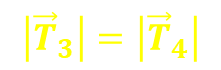 |T⃗₃| = |T⃗₄|